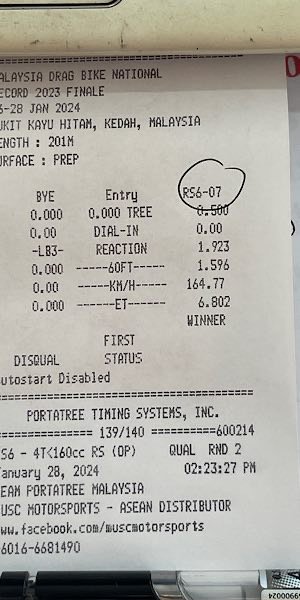 ALAYSIA DRAG BIKE NATIONAL
ECORD 2023 FINALE
6-28 JAN 2024
UKIT KAYU HITAM, KEDAH, MALAYSIA
ENGTH : 201M
URFACE : PREP
BYE Entry RS6-07
0.000 0.000 TREE 0.500
0.00 DIAL-IN 0.00
-LB3- REACTION 1.923
0.000 ------60FT------ 1.596
0.00 ------KM/H------ 164.77
0.000 -------ET------- 6.802
WINNER
FIRST
DISQUAL STATUS
utostart Disabled
PORTATREE TIMING SYSTEMS, INC.
========== 139/140 ==========600214
S6 - 4T<160cc RS (OP) QUAL RND 2
anuary 28, 2024 02:23:27 PM
EAM PORTATREE MALAYSIA
USC MOTORSPORTS - ASEAN DISTRIBUTOR
ww.facebook.com/muscmotorsports
6016-6681490